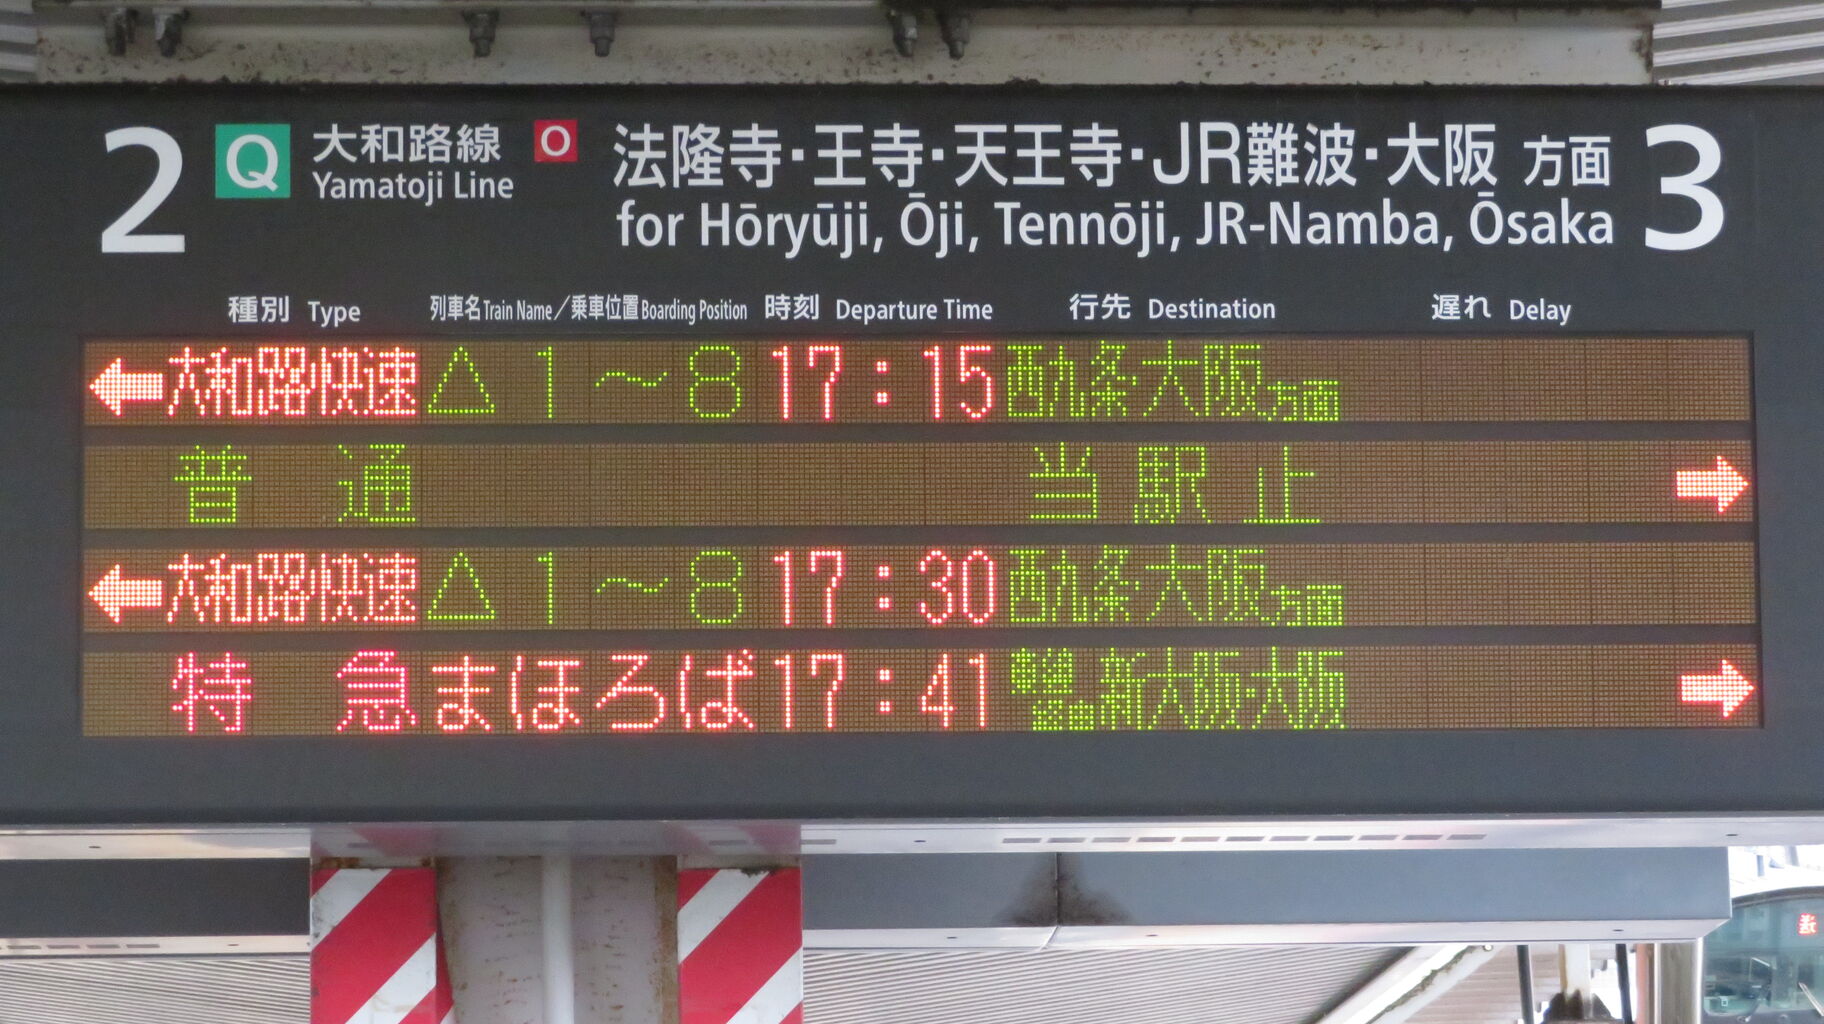 2 Q 大和路線 O 法隆寺・王寺・天王寺・JR難波・大阪 方面 3
Yamatoji Line for Hōryūji, Ōji, Tennōji, JR-Namba, Ōsaka
種別 Type 列車名 Train Name／乗車位置 Boarding Position 時刻 Departure Time 行先 Destination 遅れ Delay
← 大和路快速 △ 1～8 17:15 西九条・大阪方面
普通 当駅止 →
← 大和路快速 △ 1～8 17:30 西九条・大阪方面
特急 まほろば 17:41 東線経由 新大阪・大阪 →
送